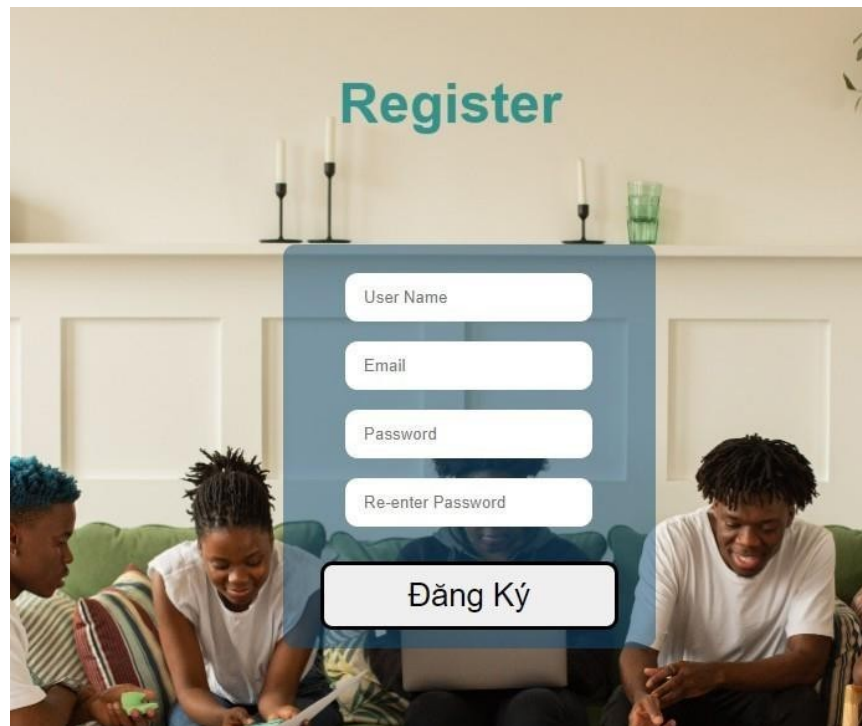 Register
User Name
Email
Password
Re-enter Password
Đăng Ký